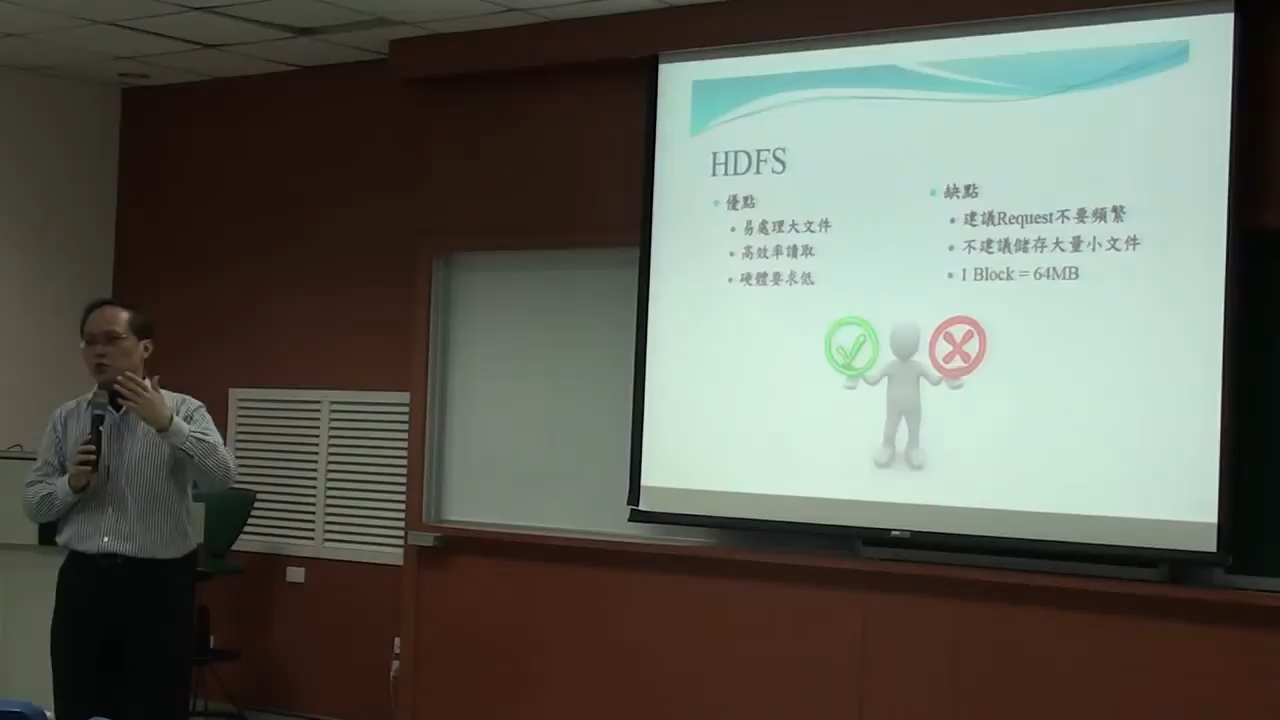 HDFS
優點
易處理大文件
高效率讀取
硬體要求低
缺點
建議Request不要頻繁
不建議儲存大量小文件
1 Block = 64MB